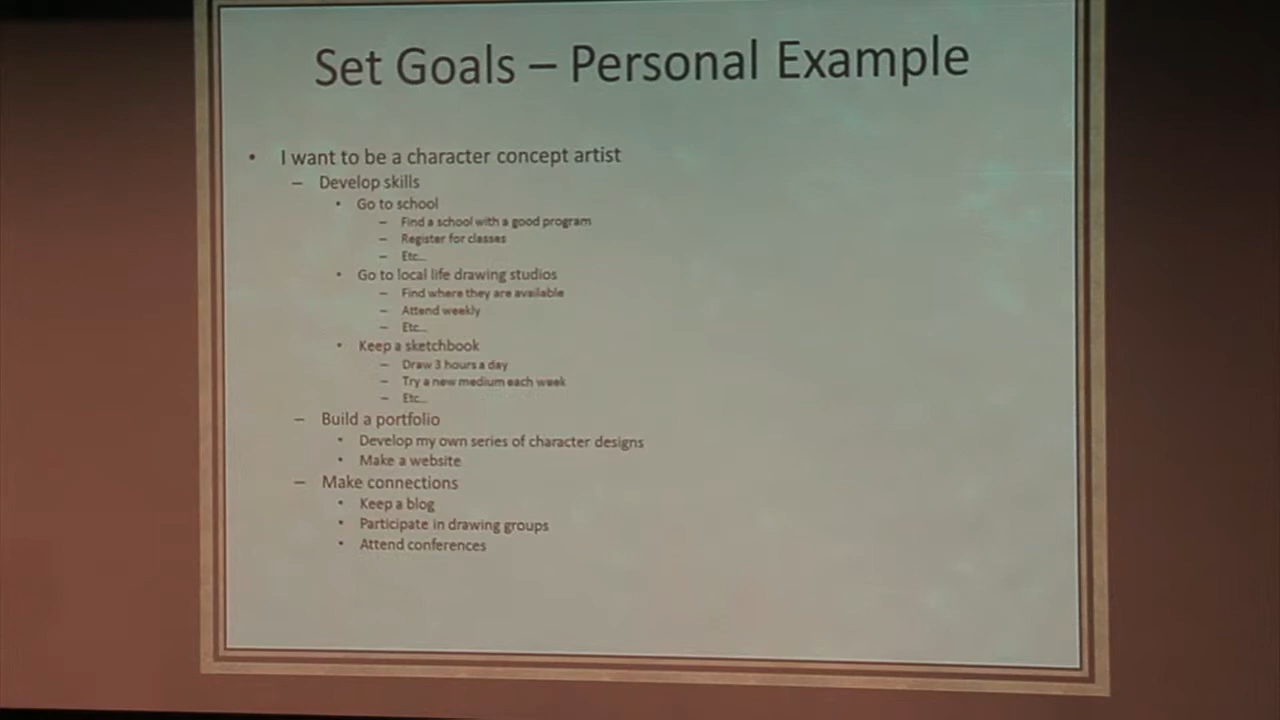 Set Goals – Personal Example
• I want to be a character concept artist
– Develop skills
• Go to school
– Find a school with a good program
– Register for classes
– Etc...
• Go to local life drawing studios
– Find where they are available
– Attend weekly
– Etc...
• Keep a sketchbook
– Draw 3 hours a day
– Try a new medium each week
– Etc...
– Build a portfolio
• Develop my own series of character designs
• Make a website
– Make connections
• Keep a blog
• Participate in drawing groups
• Attend conferences